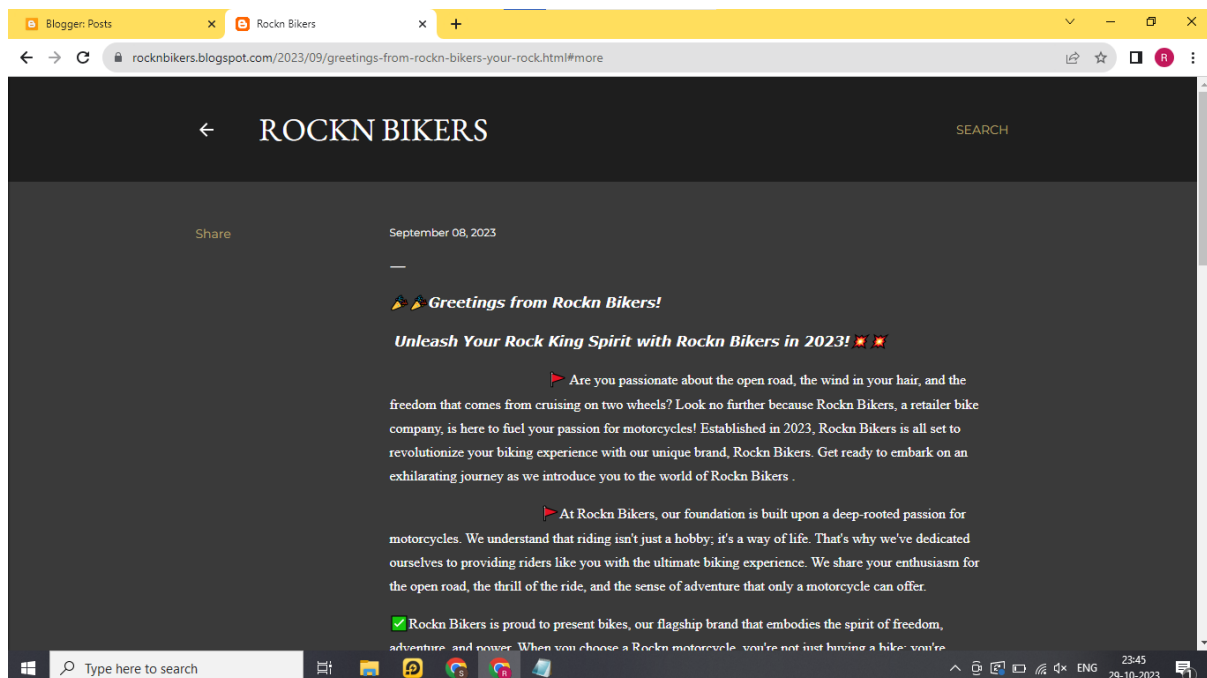 Blogger: Posts
Rockn Bikers
rocknbikers.blogspot.com/2023/09/greetings-from-rockn-bikers-your-rock.html#more
R
ROCKN BIKERS
SEARCH
Share
September 08, 2023
Greetings from Rockn Bikers!
Unleash Your Rock King Spirit with Rockn Bikers in 2023!
Are you passionate about the open road, the wind in your hair, and the
freedom that comes from cruising on two wheels? Look no further because Rockn Bikers, a retailer bike
company, is here to fuel your passion for motorcycles! Established in 2023, Rockn Bikers is all set to
revolutionize your biking experience with our unique brand, Rockn Bikers. Get ready to embark on an
exhilarating journey as we introduce you to the world of Rockn Bikers .
At Rockn Bikers, our foundation is built upon a deep-rooted passion for
motorcycles. We understand that riding isn't just a hobby; it's a way of life. That's why we've dedicated
ourselves to providing riders like you with the ultimate biking experience. We share your enthusiasm for
the open road, the thrill of the ride, and the sense of adventure that only a motorcycle can offer.
Rockn Bikers is proud to present bikes, our flagship brand that embodies the spirit of freedom,
adventure, and power. When you choose a Rockn motorcycle, you're not just buying a bike; you're
Type here to search
ENG
23:45
29-10-2023